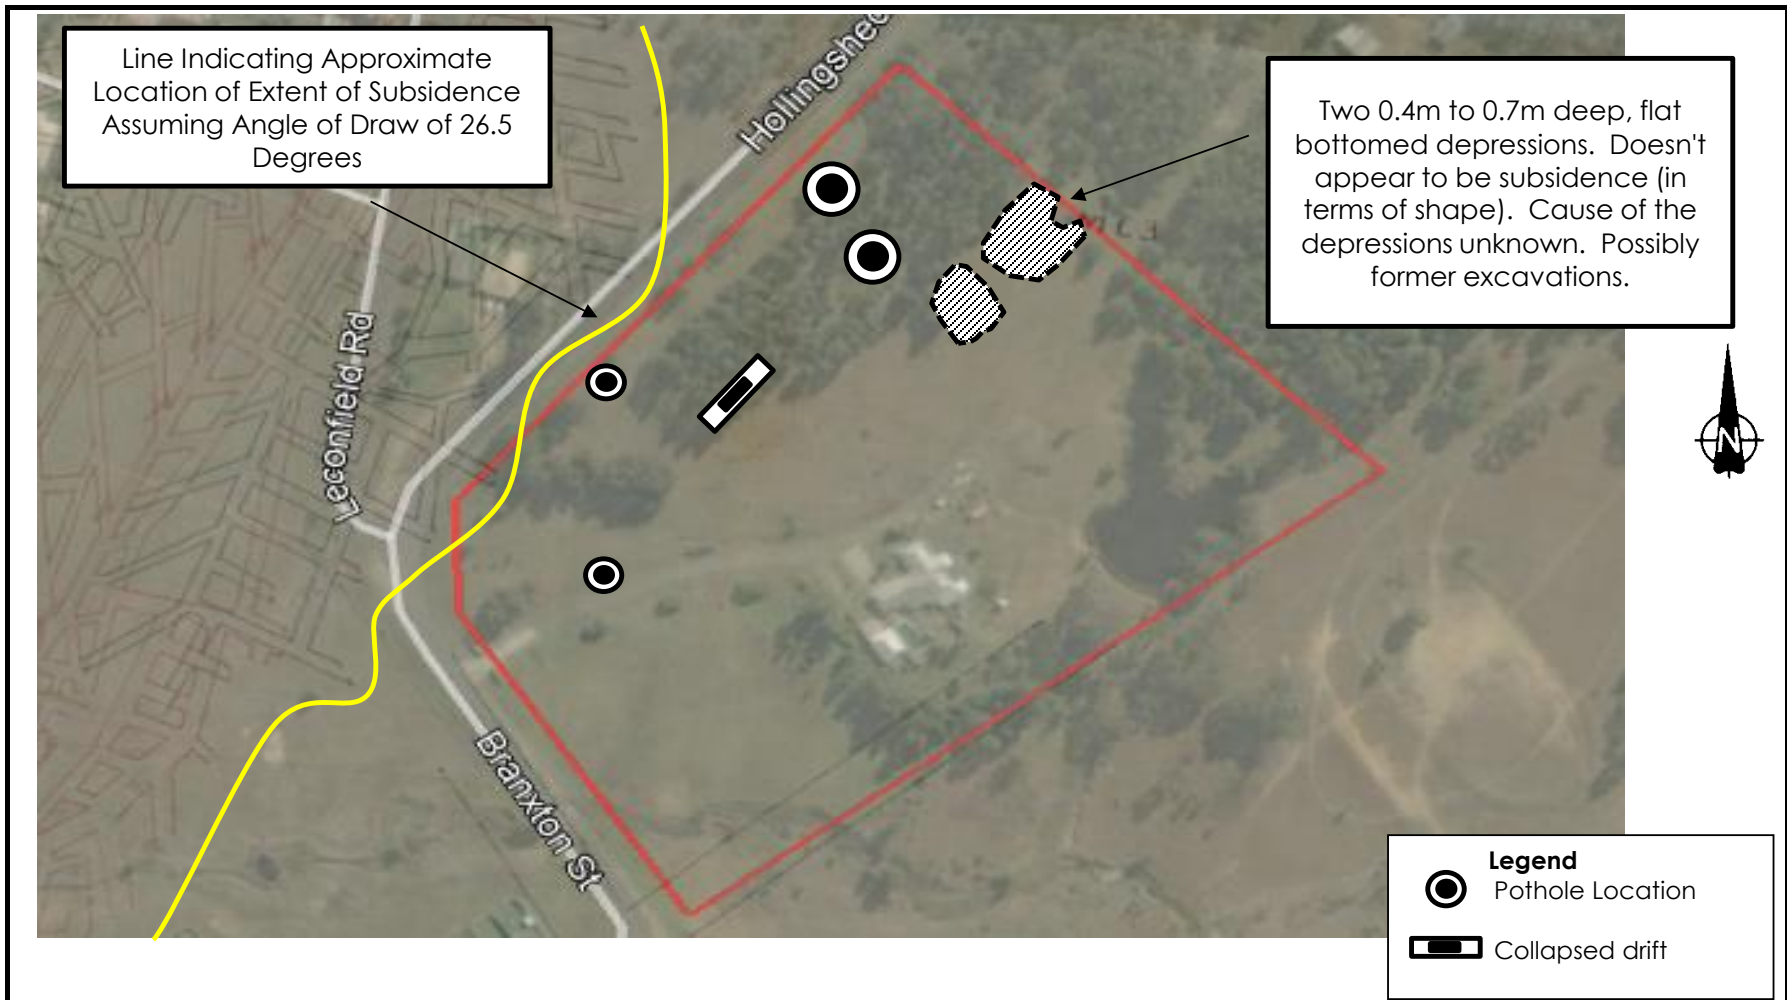 Line Indicating Approximate
Location of Extent of Subsidence
Assuming Angle of Draw of 26.5
Degrees
Two 0.4m to 0.7m deep, flat
bottomed depressions. Doesn't
appear to be subsidence (in
terms of shape). Cause of the
depressions unknown. Possibly
former excavations.
Leconfield Rd
Branxton St
N
Legend
Pothole Location
Collapsed drift